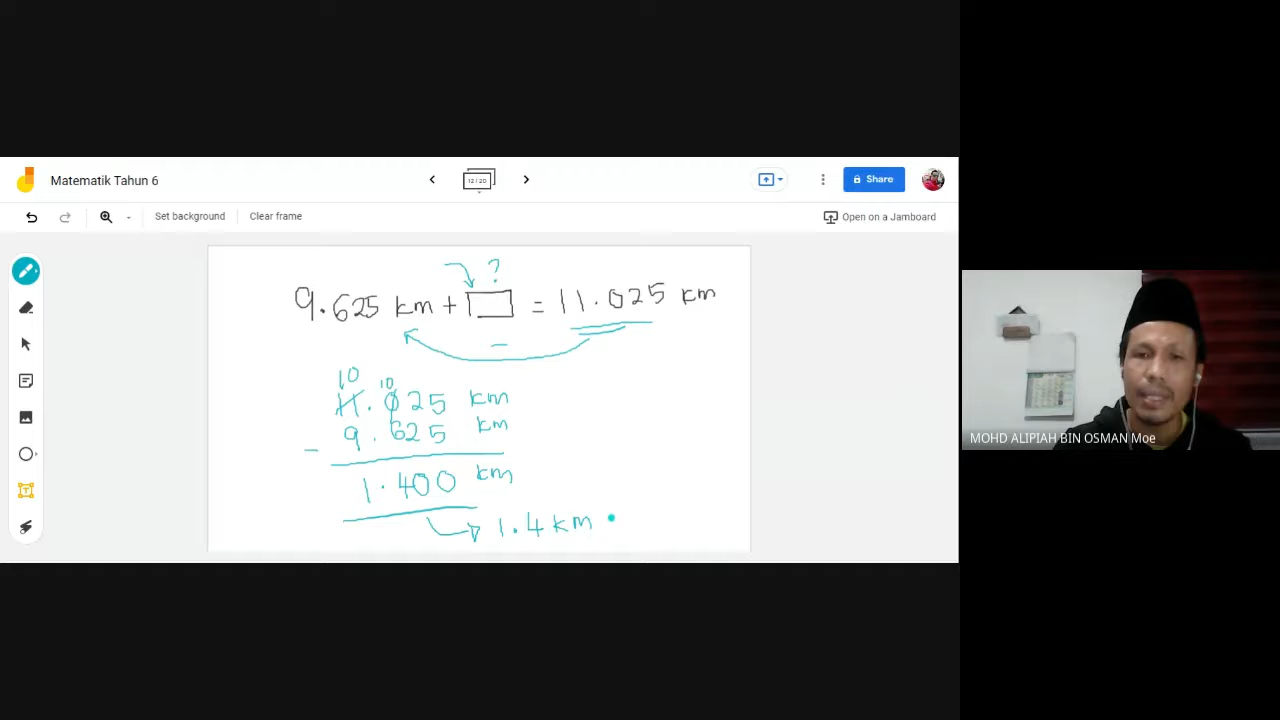 Matematik Tahun 6
12 / 20
Share
Set background
Clear frame
Open on a Jamboard
?
9.625 km + □ = 11.025 km
−
10 10
11.025 km
− 9.625 km
1.400 km
1.4 km
T
MOHD ALIPIAH BIN OSMAN Moe